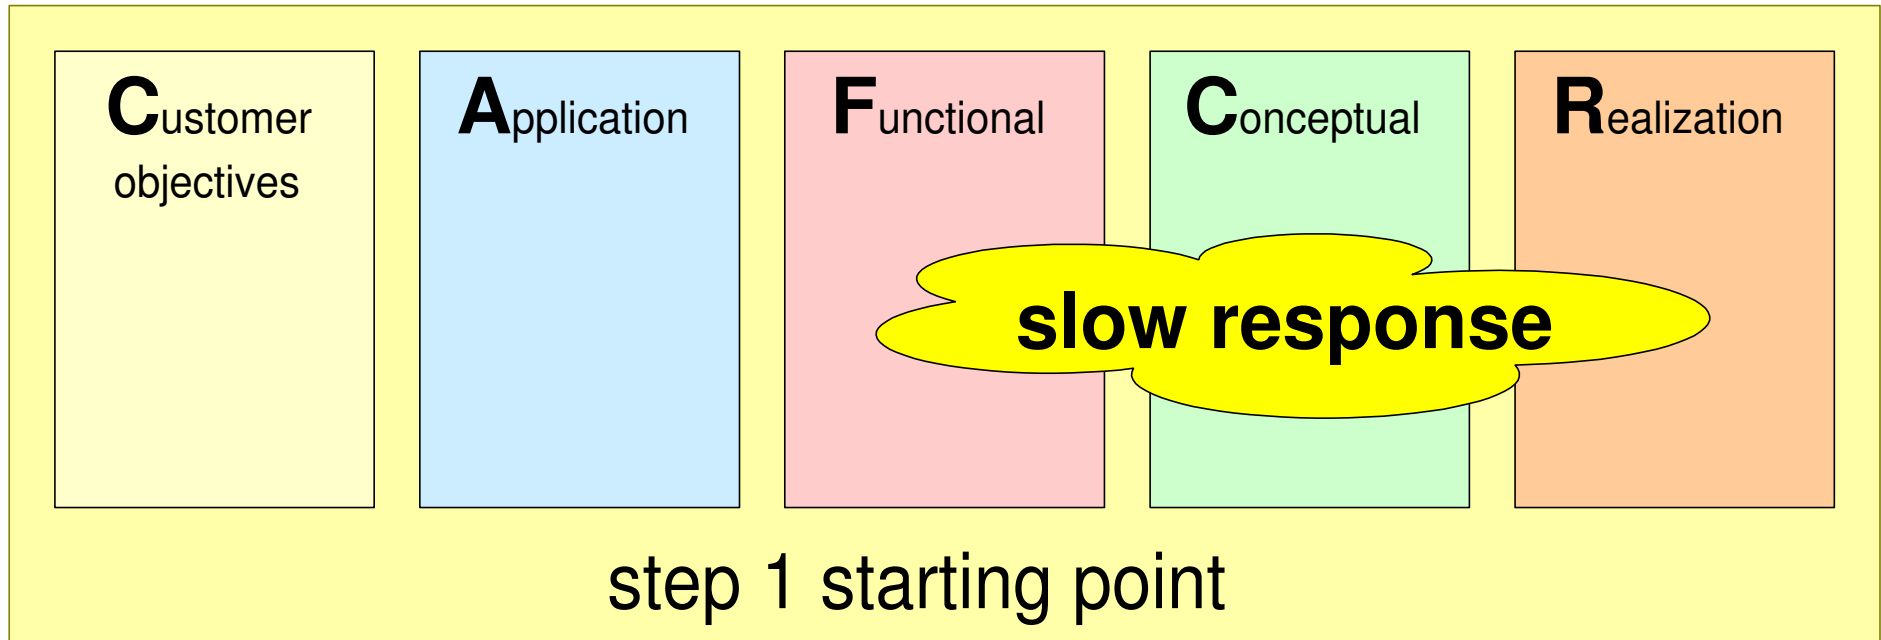 Customer
objectives
Application
Functional
Conceptual
Realization
slow response
step 1 starting point